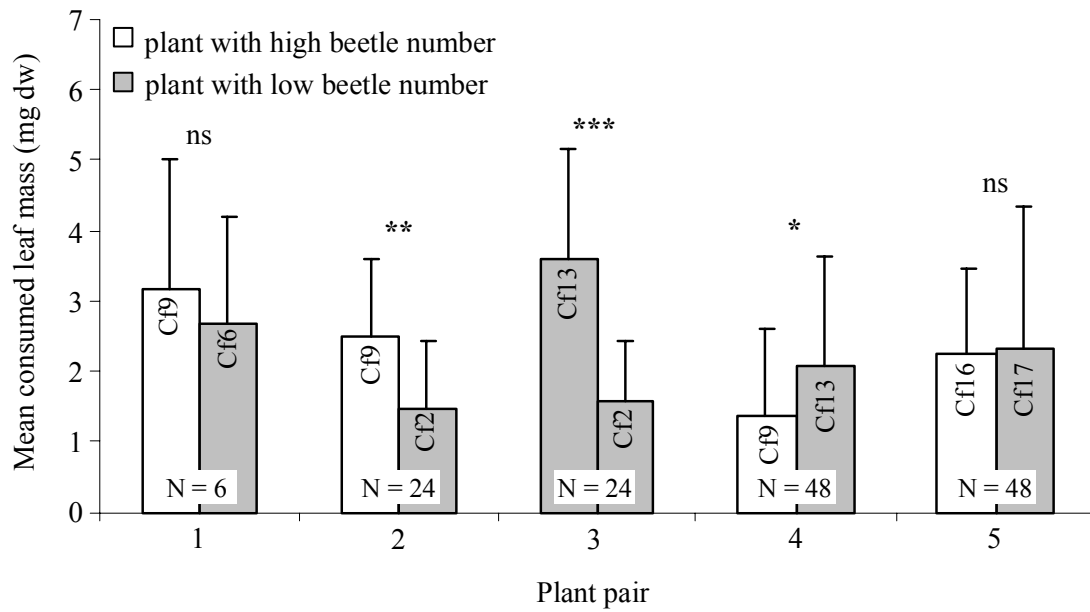 7
6
5
4
3
2
1
0
Mean consumed leaf mass (mg dw)
plant with high beetle number
plant with low beetle number
ns
**
***
*
ns
Cf9
Cf6
Cf9
Cf2
Cf13
Cf2
Cf9
Cf13
Cf16
Cf17
N = 6
N = 24
N = 24
N = 48
N = 48
1 2 3 4 5
Plant pair